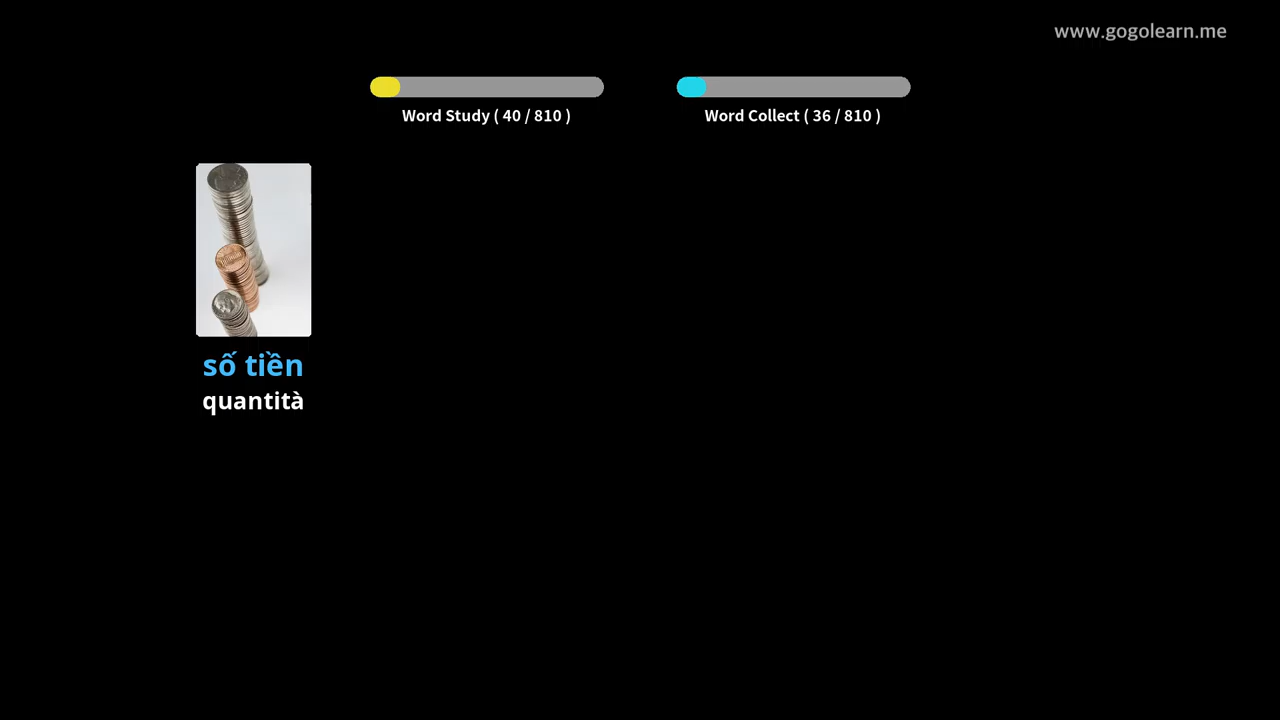 www.gogolearn.me
Word Study ( 40 / 810 )
Word Collect ( 36 / 810 )
số tiền
quantità